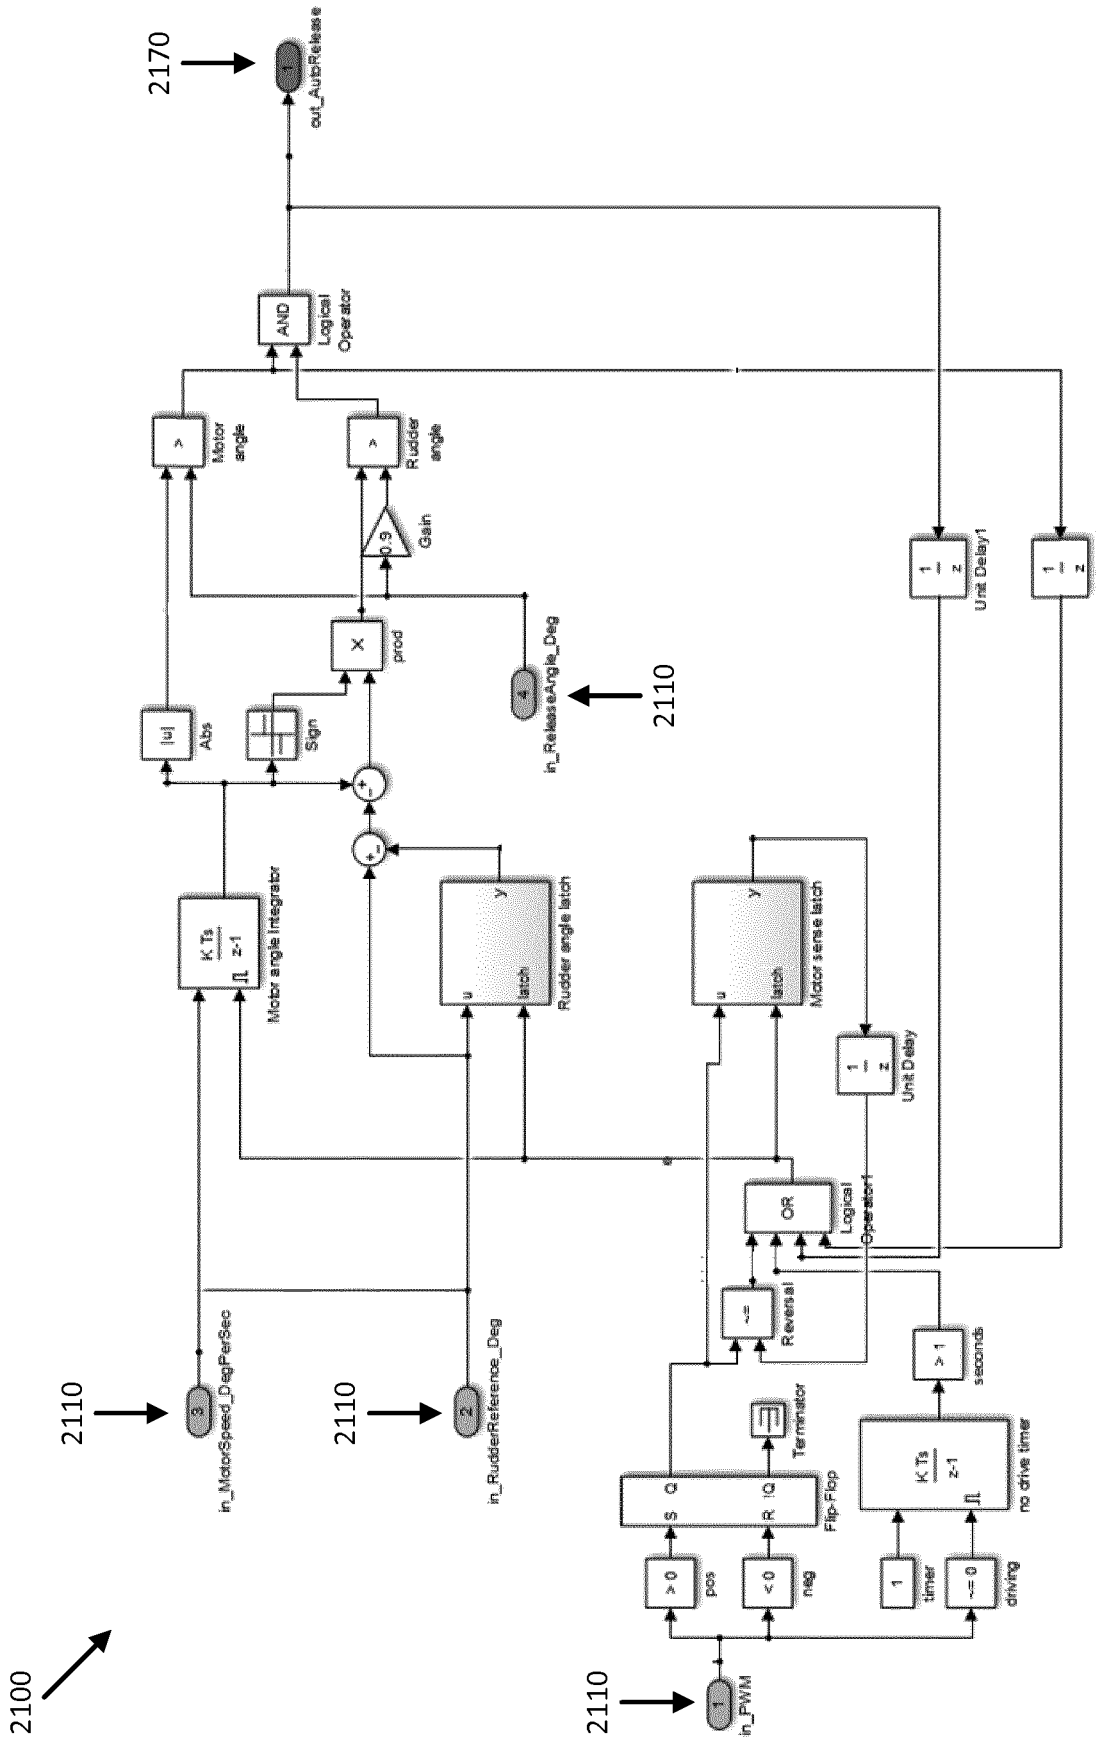 2100
2110
in_MotorSpeed_DegPerSec
3
2110
in_RudderReference_Deg
2
2110
in_PWM
1
> 0
pos
< 0
neg
S Q
R !Q
Flip-Flop
Terminator
1
timer
~= 0
driving
K Ts
z-1
no drive timer
> 1
seconds
~=
Reversal
OR
Logical
Operator1
K Ts
z-1
Motor angle Integrator
u
latch
y
Rudder angle latch
u
latch
y
Motor sense latch
1
z
Unit Delay
|u|
Abs
Sign
X
prod
4
in_ReleaseAngle_Deg
2110
0.9
Gain
>
Motor
angle
>
Rudder
angle
AND
Logical
Operator
1
z
Unit Delay1
1
z
1
out_AutoRelease
2170